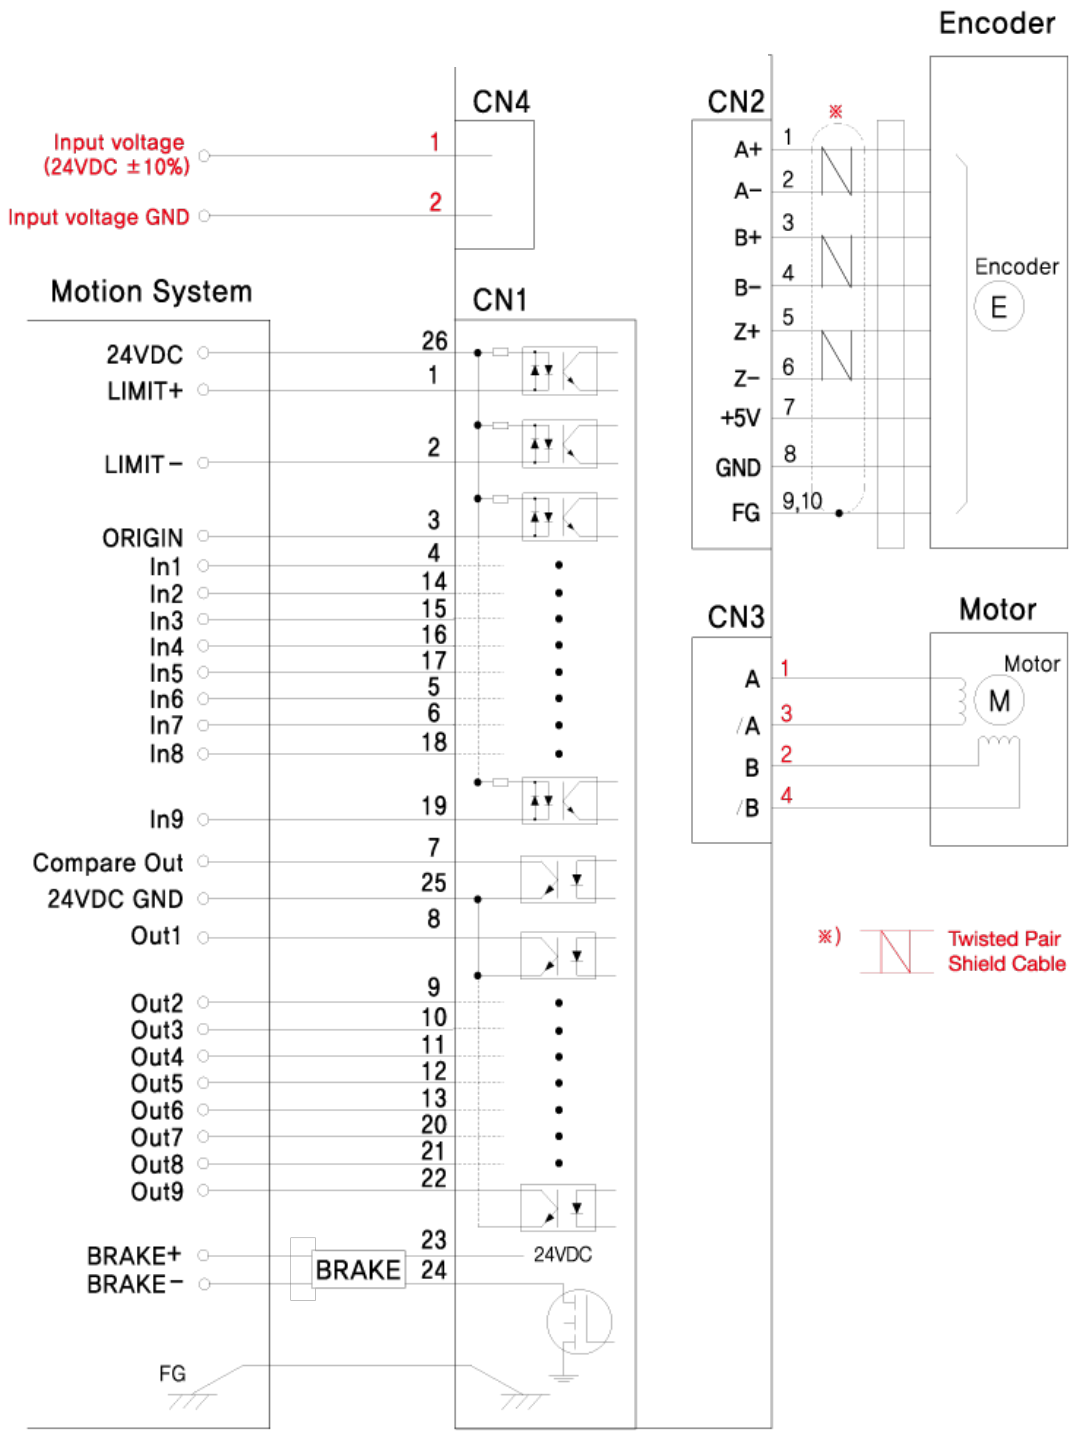 Encoder
CN4
CN2
※
Input voltage
(24VDC ±10%)
1
Input voltage GND
2
A+ 1
A− 2
B+ 3
B− 4
Z+ 5
Z− 6
+5V 7
GND 8
FG 9,10
Encoder
E
Motion System
CN1
24VDC 26
LIMIT+ 1
LIMIT− 2
ORIGIN 3
In1 4
In2 14
In3 15
In4 16
In5 17
In6 5
In7 6
In8 18
In9 19
Compare Out 7
24VDC GND 25
Out1 8
Out2 9
Out3 10
Out4 11
Out5 12
Out6 13
Out7 20
Out8 21
Out9 22
BRAKE+ 23
BRAKE− 24
BRAKE
24VDC
FG
CN3
Motor
A 1
/A 3
B 2
/B 4
Motor
M
※)
Twisted Pair
Shield Cable